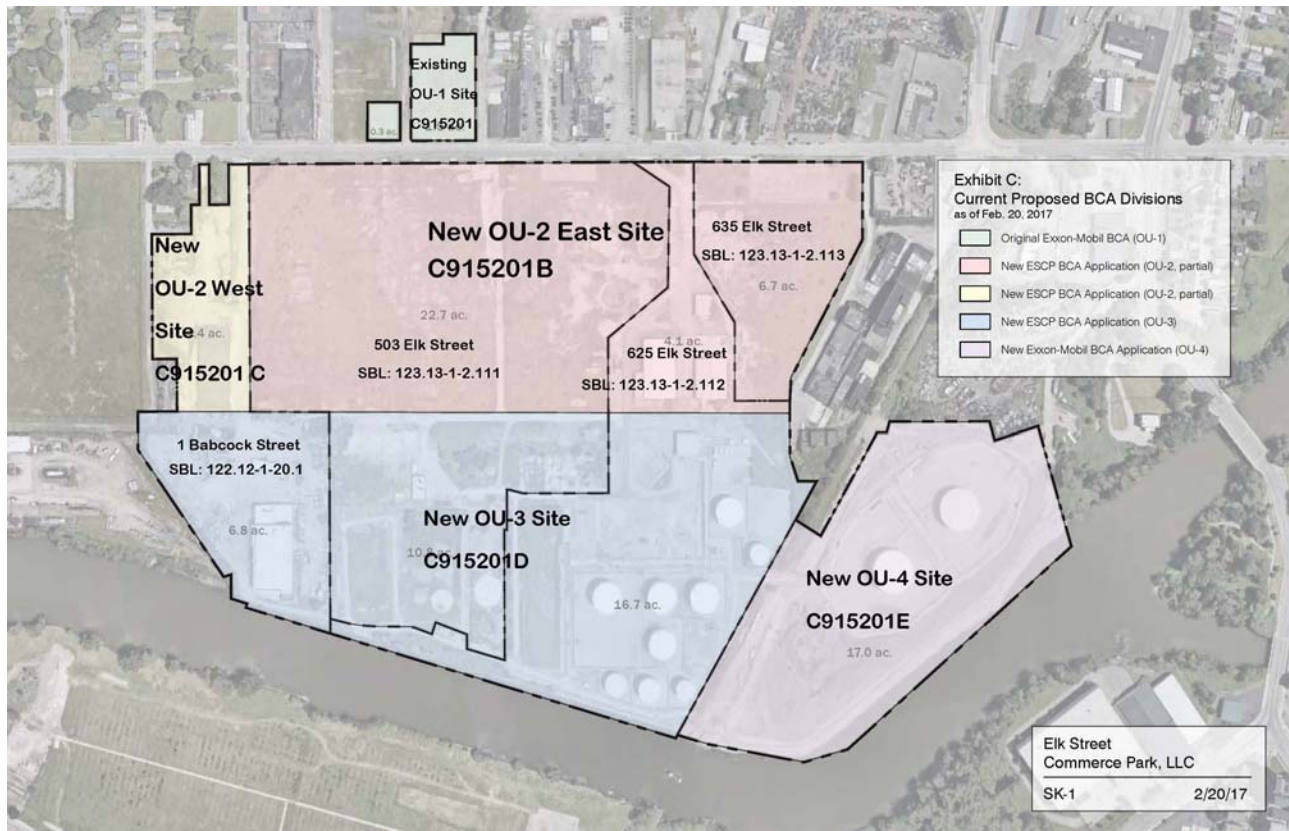 Existing
OU-1 Site
C915201
0.3 ac.
Exhibit C:
Current Proposed BCA Divisions
as of Feb. 20, 2017
Original Exxon-Mobil BCA (OU-1)
New ESCP BCA Application (OU-2, partial)
New ESCP BCA Application (OU-2, partial)
New ESCP BCA Application (OU-3)
New Exxon-Mobil BCA Application (OU-4)
New
OU-2 West
Site
C915201 C
New OU-2 East Site
C915201B
22.7 ac.
503 Elk Street
SBL: 123.13-1-2.111
635 Elk Street
SBL: 123.13-1-2.113
6.7 ac.
4.1 ac.
625 Elk Street
SBL: 123.13-1-2.112
1 Babcock Street
SBL: 122.12-1-20.1
6.8 ac.
New OU-3 Site
C915201D
16.7 ac.
New OU-4 Site
C915201E
17.0 ac.
Elk Street
Commerce Park, LLC
SK-1 2/20/17